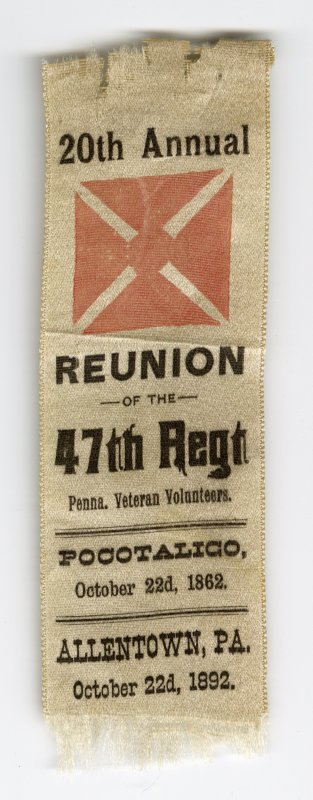 20th Annual
REUNION
—OF THE—
47th Regt
Penna. Veteran Volunteers.
POCOTALICO,
October 22d, 1862.
ALLENTOWN, PA.
October 22d, 1892.